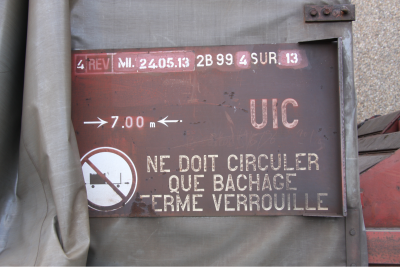 4 REV MI. 24.05.13 2B 99 4 SUR. 13
7.00 m
UIC
NE DOIT CIRCULER
QUE BACHAGE
FERME VERROUILLE